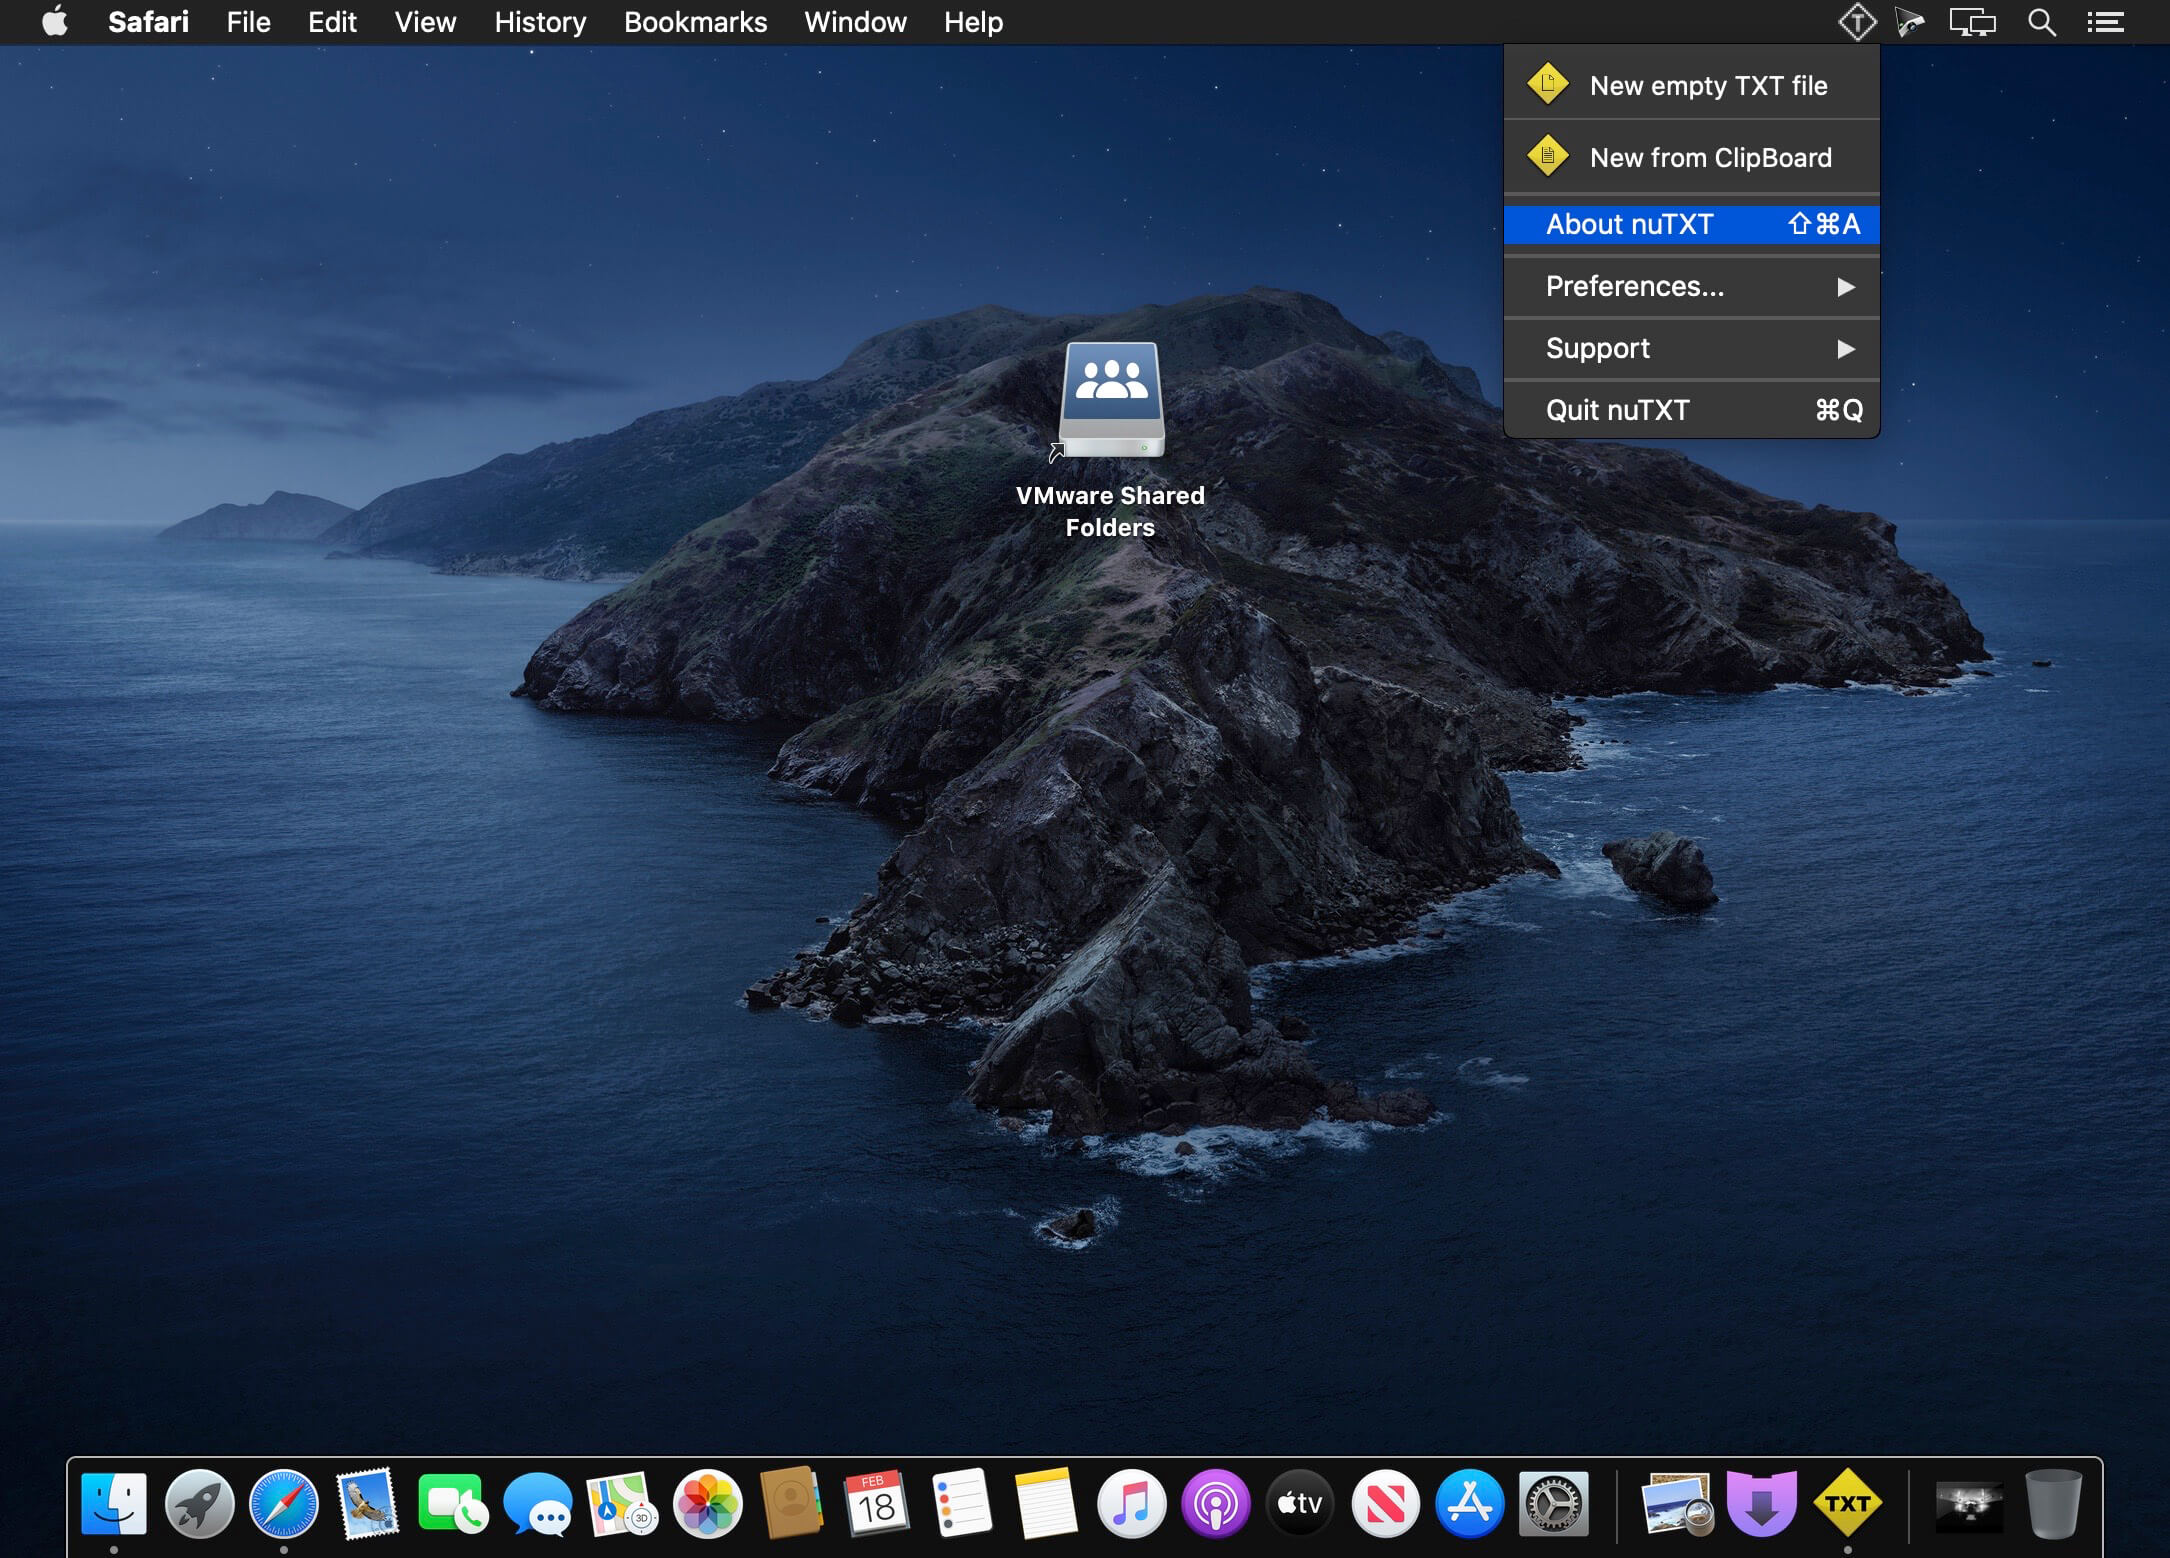 Safari File Edit View History Bookmarks Window Help
New empty TXT file
New from ClipBoard
About nuTXT ⇧⌘A
Preferences...
Support
Quit nuTXT ⌘Q
VMware Shared
Folders
3D
FEB
18
tv
TXT